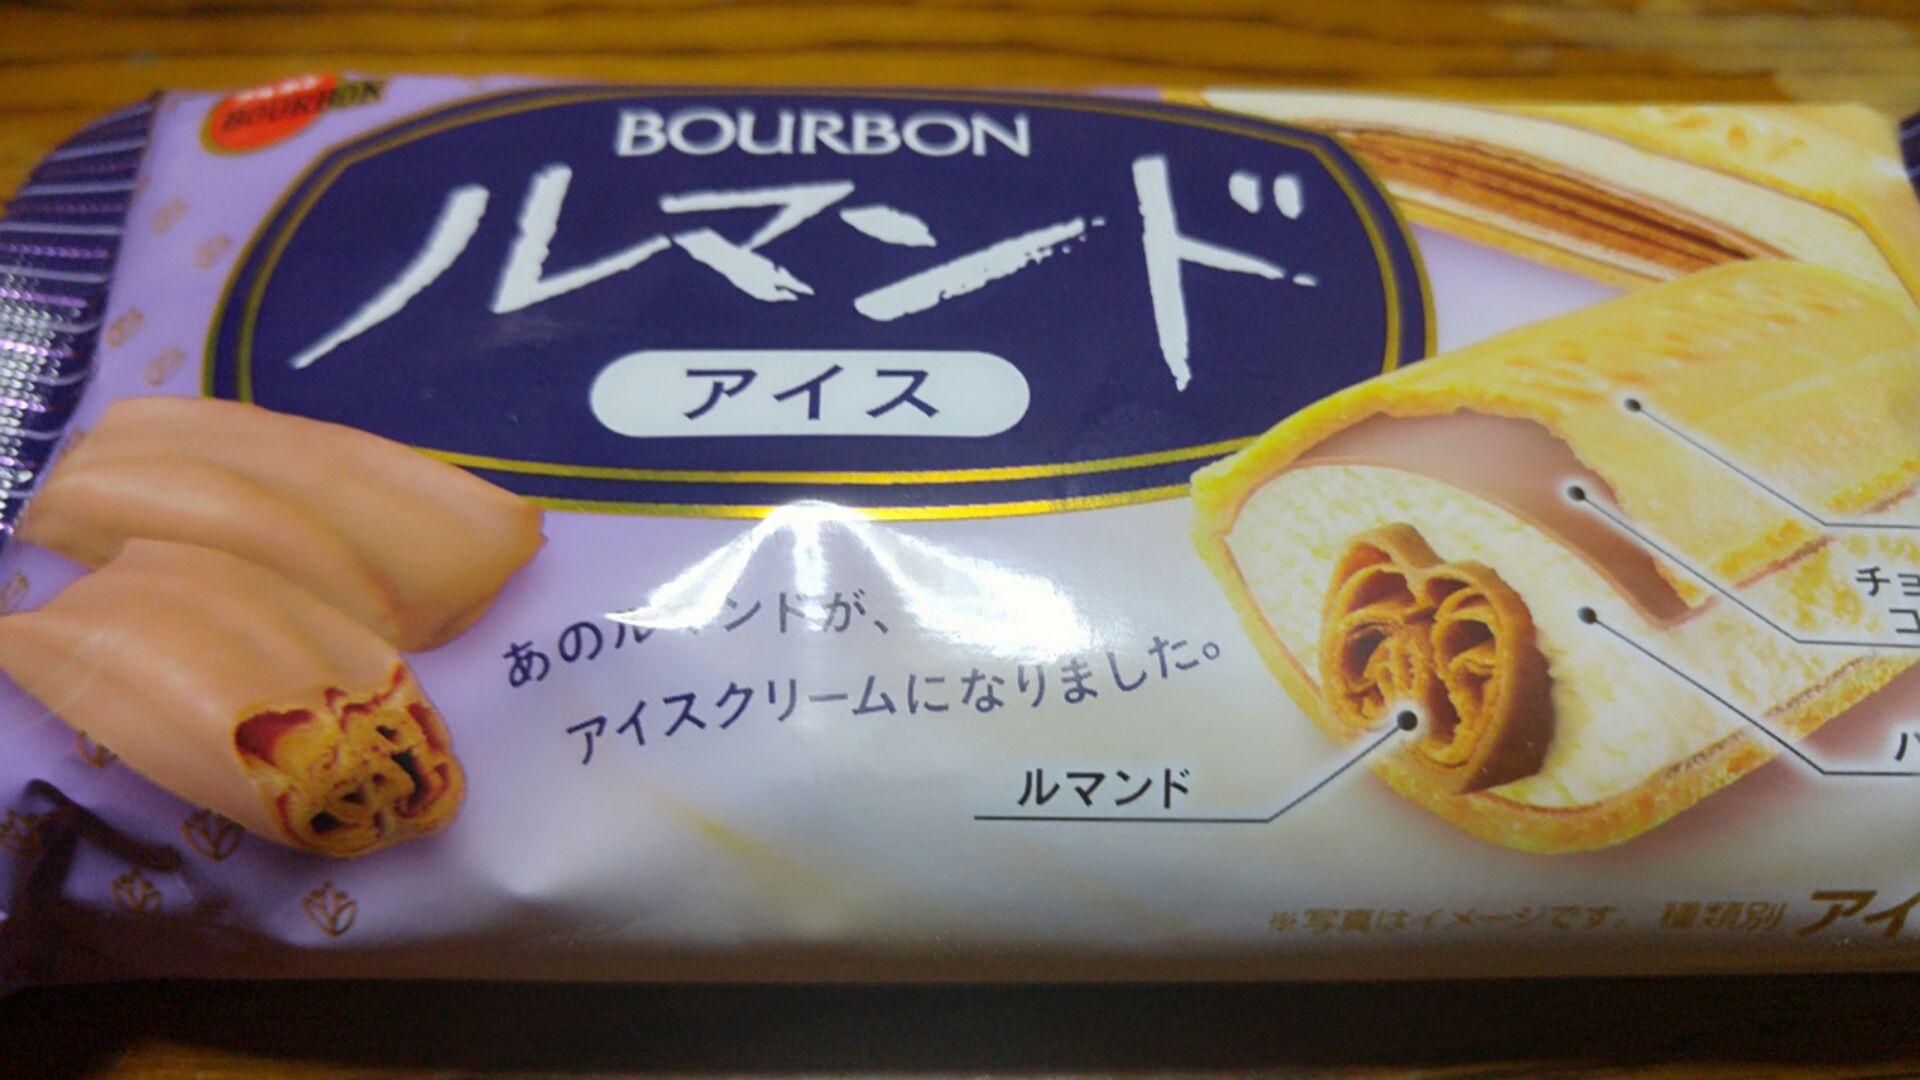 BOURBON
BOURBON
ルマンド
アイス
あのルマンドが、
アイスクリームになりました。
チョ
コ
ルマンド
※写真はイメージです。 種類別 アイ